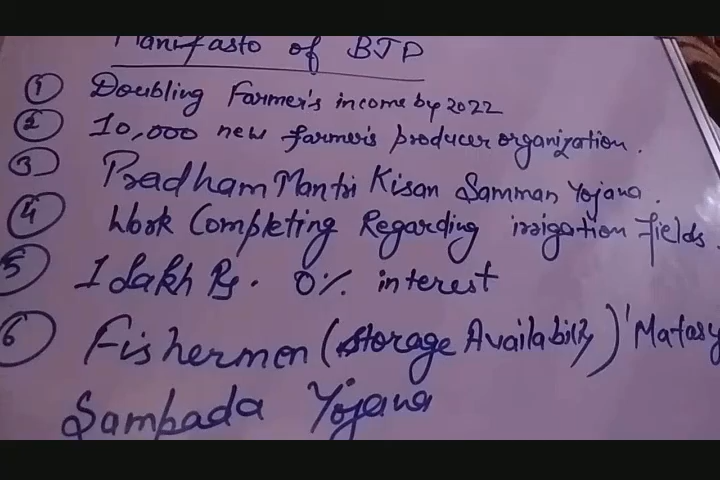 Manifasto of BJP
① Doubling Farmer's income by 2022
② 10,000 new farmer's producer organization.
③ Pradham Mantri Kisan Samman Yojana.
④ Work Completing Regarding irrigation fields.
⑤ 1 Lakh Rs. 0% interest
⑥ Fishermen (storage Availability) 'Matasy
Sampada Yojana